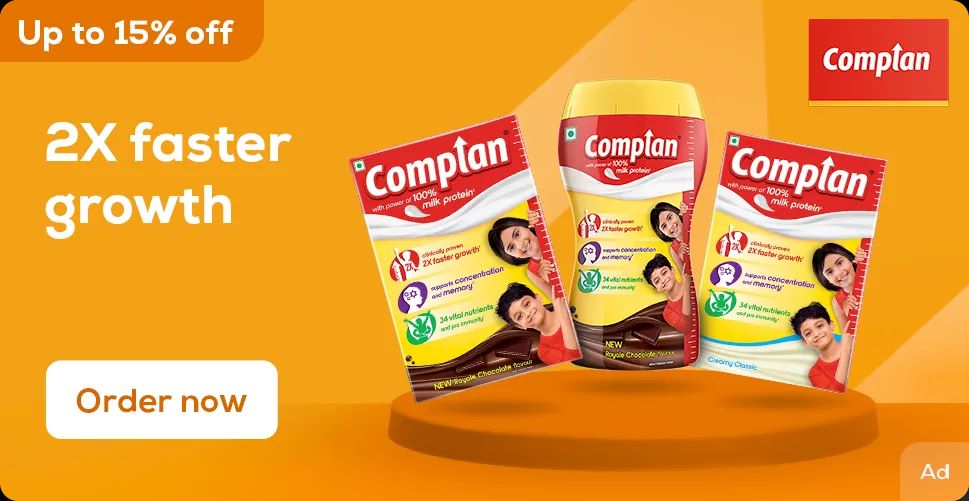 Up to 15% off
Complan
2X faster
growth
Complan
with power of 100%
milk protein
clinically proven
2X faster growth
supports concentration
and memory
34 vital nutrients
and pro immunity
NEW Royale Chocolate flavour
Complan
with power of 100%
milk protein
clinically proven
2X faster growth
supports concentration
and memory
34 vital nutrients
and pro immunity
NEW
Royale Chocolate flavour
Complan
with power of 100%
milk protein
clinically proven
2X faster growth
supports concentration
and memory
34 vital nutrients
and pro immunity
Creamy Classic
Order now
Ad